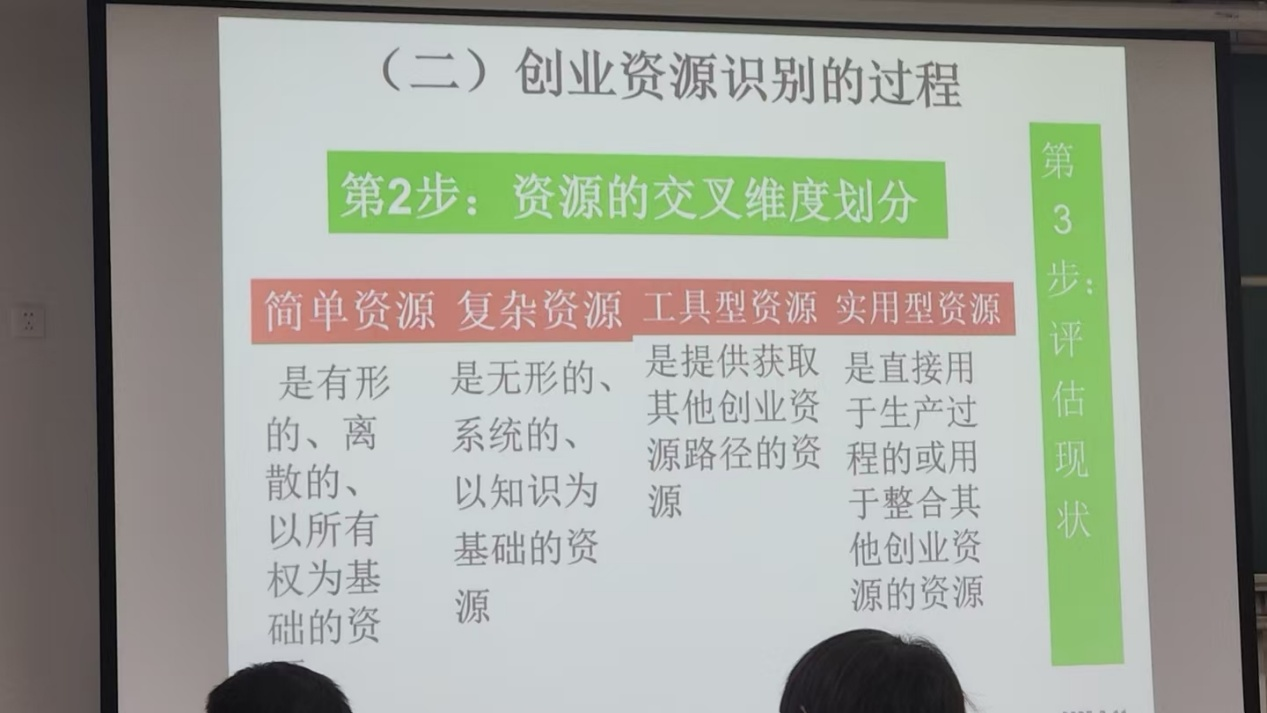 （二）创业资源识别的过程
第2步：资源的交叉维度划分
简单资源
是有形
的、离
散的、
以所有
权为基
础的资
复杂资源
是无形的、
系统的、
以知识为
基础的资
源
工具型资源
是提供获取
其他创业资
源路径的资
源
实用型资源
是直接用
于生产过
程的或用
于整合其
他创业资
源的资源
第
3
步：
评
估
现
状